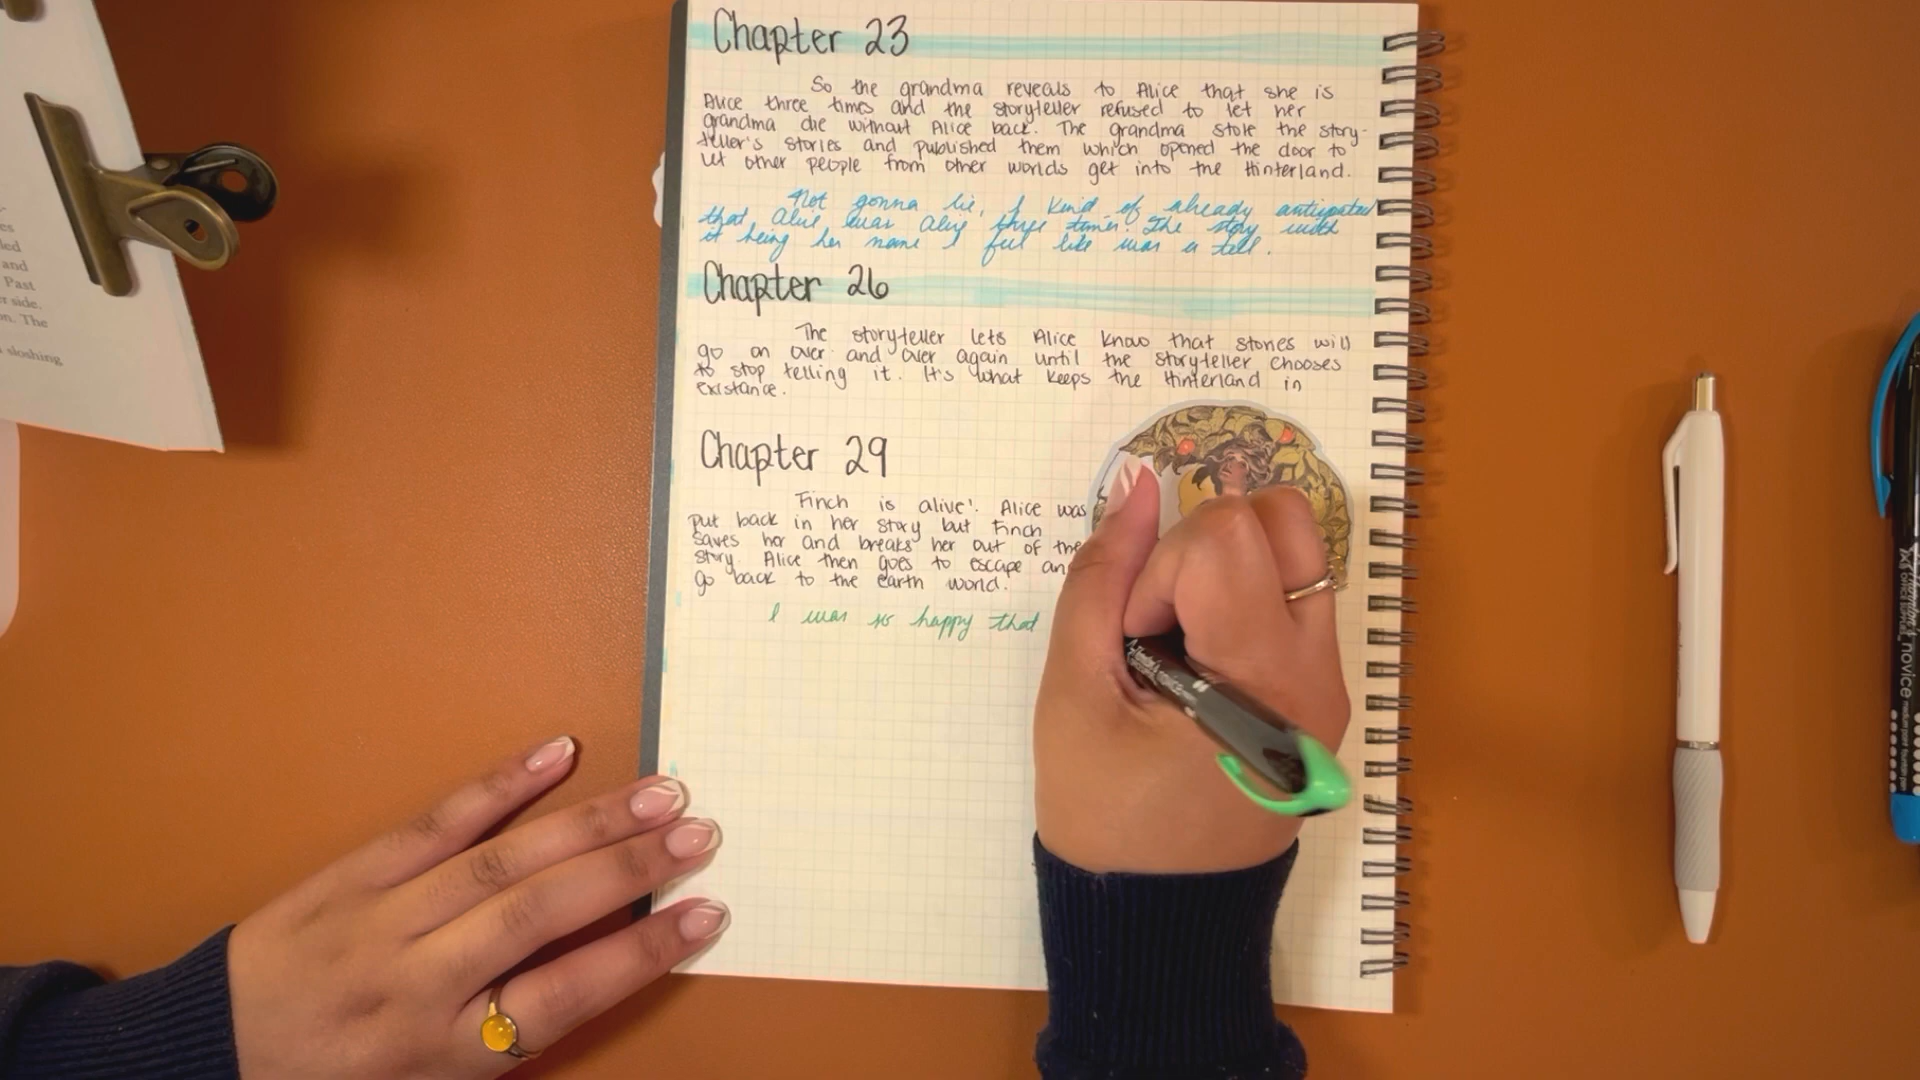 Chapter 23
So the grandma reveals to Alice that she is
Alice three times and the storyteller refused to let her
grandma die without Alice back. The grandma stole the story-
teller's stories and published them which opened the door to
let other people from other worlds get into the Hinterland.
Not gonna lie, I kind of already anticipated
that Alice was Alice three times. The story with
it being her name I feel like was a tell.
Chapter 26
The storyteller lets Alice know that stories will
go on over and over again until the storyteller chooses
to stop telling it. It's what keeps the Hinterland in
existance.
Chapter 29
Finch is alive! Alice was
put back in her story but Finch
saves her and breaks her out of the
story. Alice then goes to escape and
go back to the earth world.
I was so happy that
led
and
Past
side.
on. The
sloshing
novice